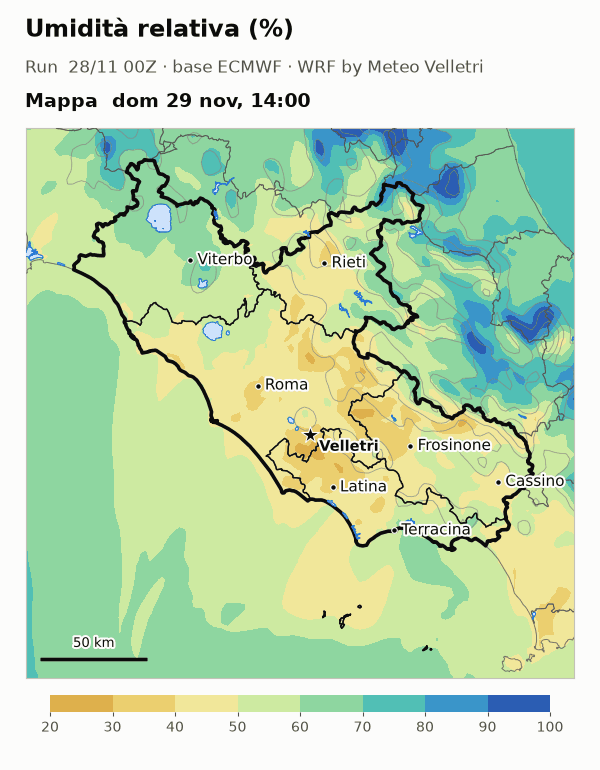 Umidità relativa (%)
Run 28/11 00Z · base ECMWF · WRF by Meteo Velletri
Mappa dom 29 nov, 14:00
Viterbo
Rieti
Roma
Velletri
Frosinone
Latina
Cassino
Terracina
50 km
20 30 40 50 60 70 80 90 100